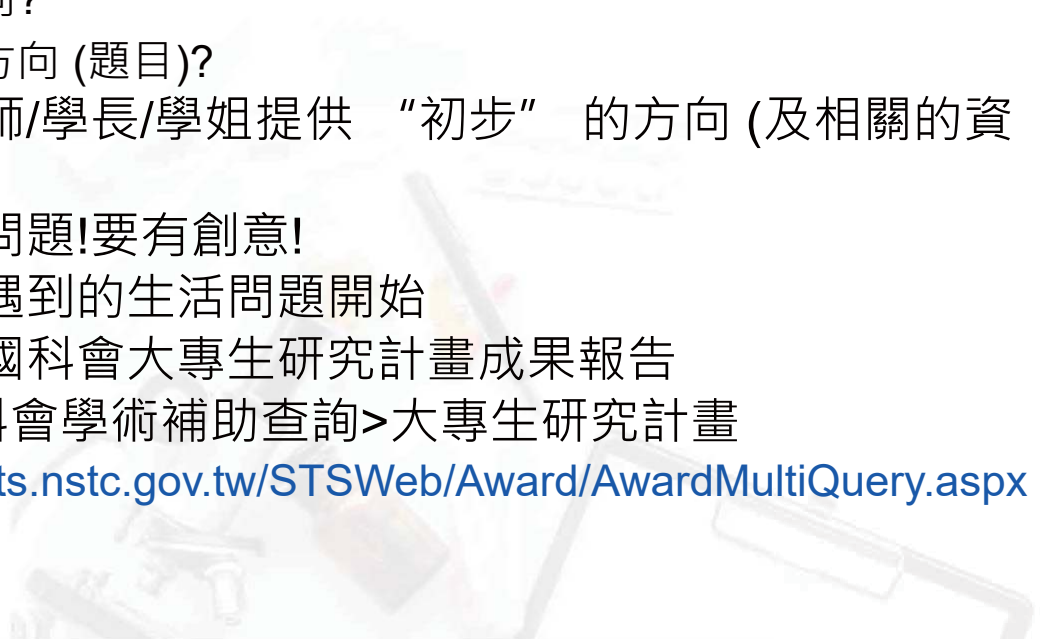 向?
方向 (題目)?
師/學長/學姐提供 “初步” 的方向 (及相關的資
問題!要有創意!
遇到的生活問題開始
國科會大專生研究計畫成果報告
科會學術補助查詢>大專生研究計畫
ts.nstc.gov.tw/STSWeb/Award/AwardMultiQuery.aspx